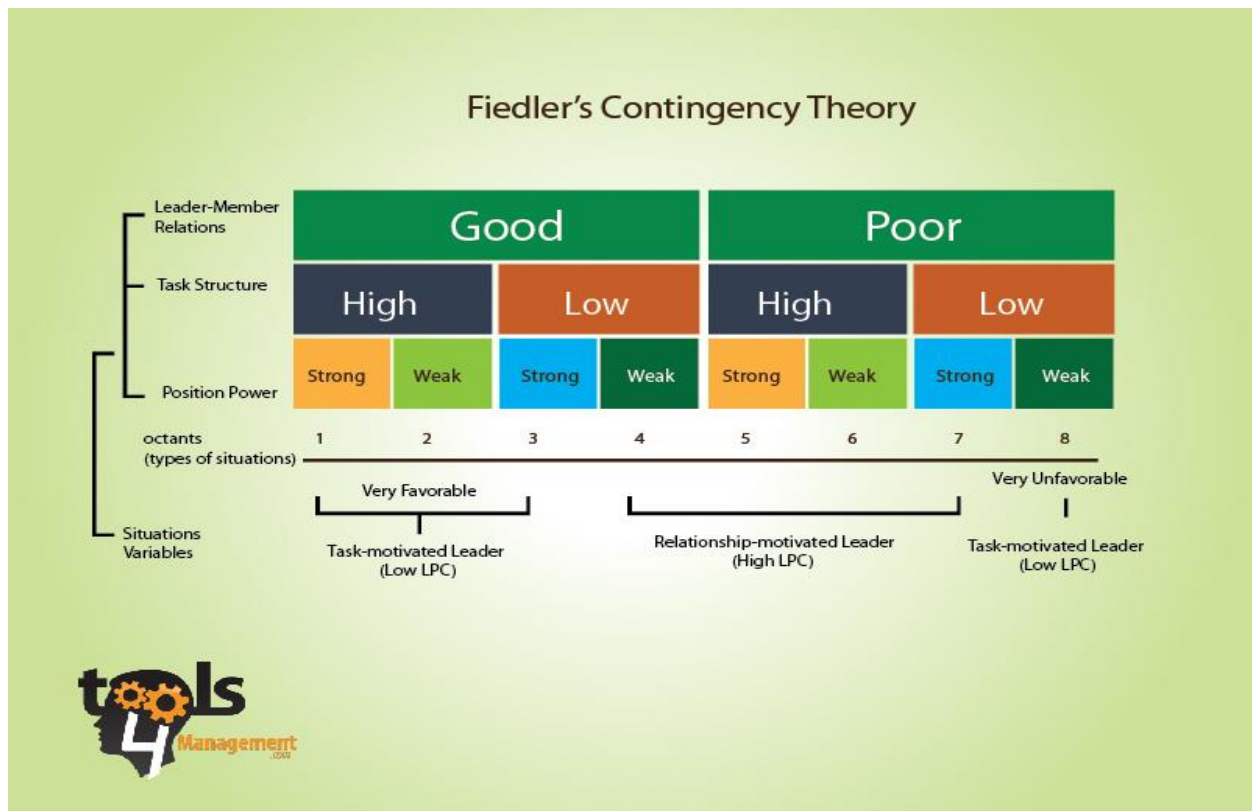 Fiedler's Contingency Theory
Leader-Member
Relations
Good
Poor
Task Structure
High
Low
High
Low
Position Power
Strong
Weak
Strong
Weak
Strong
Weak
Strong
Weak
octants
(types of situations)
1 2 3 4 5 6 7 8
Very Favorable
Very Unfavorable
Situations
Variables
Task-motivated Leader
(Low LPC)
Relationship-motivated Leader
(High LPC)
Task-motivated Leader
(Low LPC)
tools
4
Management
.com